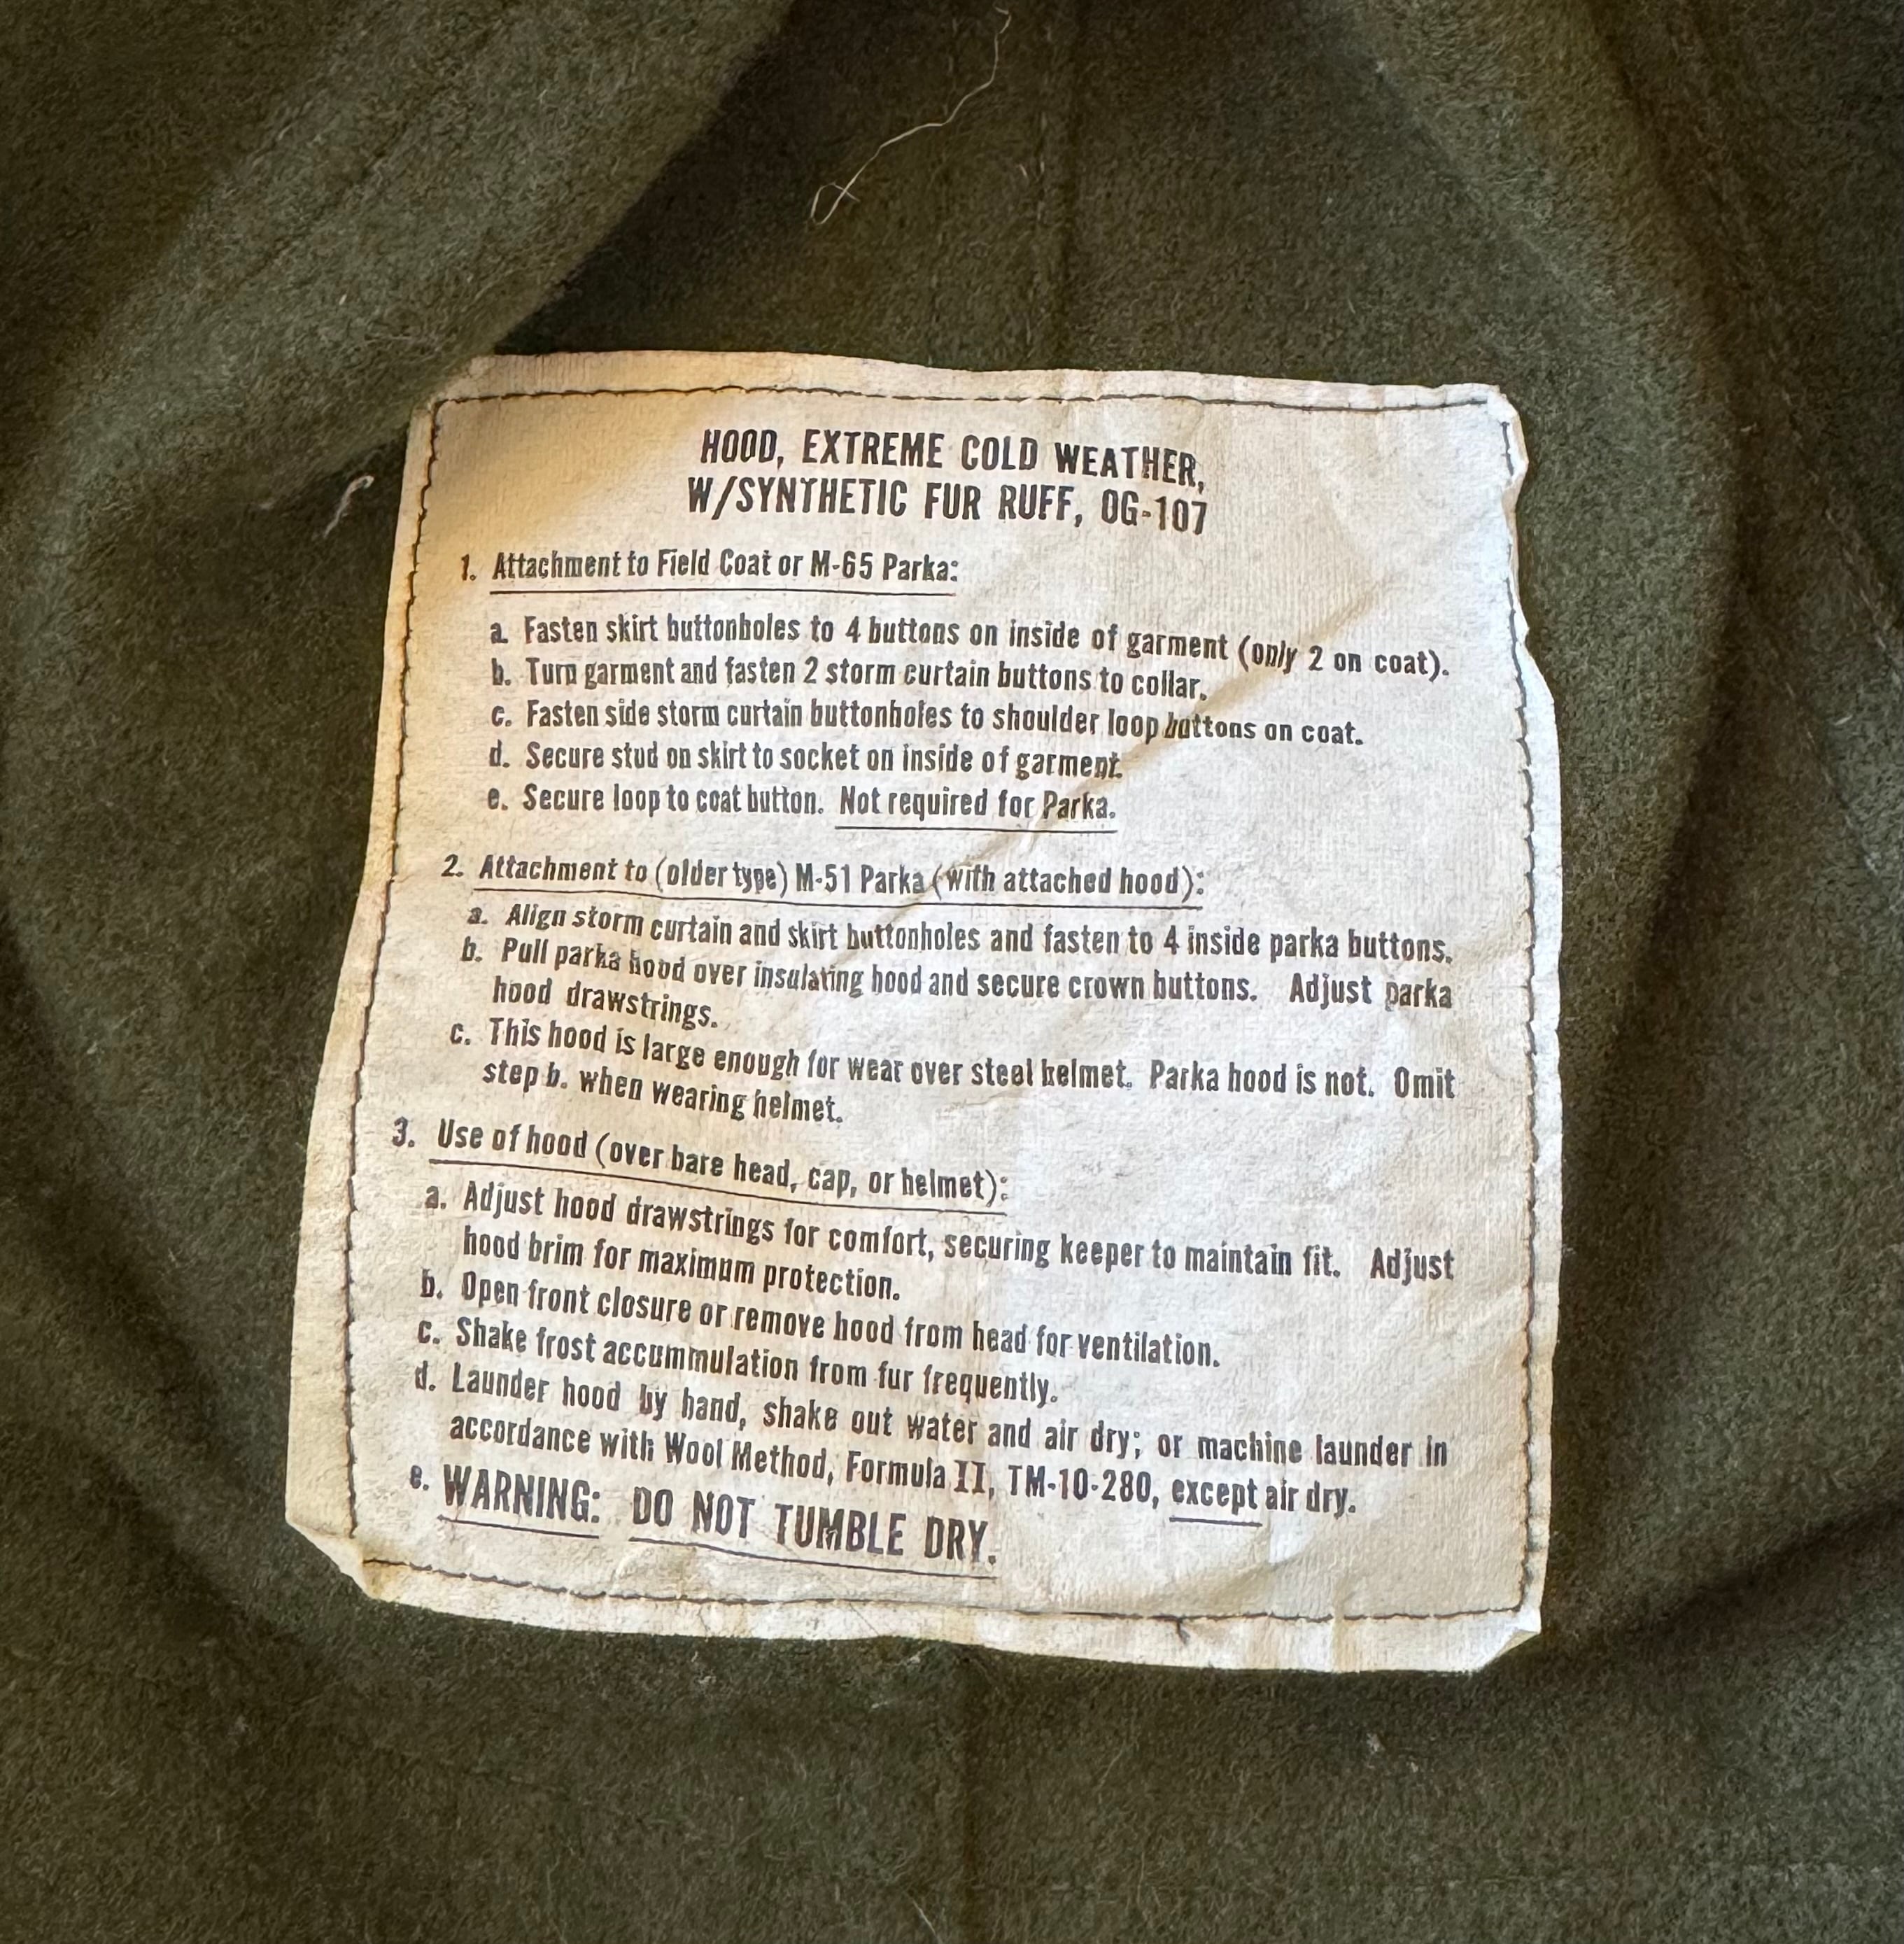 HOOD, EXTREME COLD WEATHER,
W/SYNTHETIC FUR RUFF, OG-107
1. Attachment to Field Coat or M-65 Parka:
a. Fasten skirt buttonholes to 4 buttons on inside of garment (only 2 on coat).
b. Turn garment and fasten 2 storm curtain buttons to collar.
c. Fasten side storm curtain buttonholes to shoulder loop buttons on coat.
d. Secure stud on skirt to socket on inside of garment.
e. Secure loop to coat button. Not required for Parka.
2. Attachment to (older type) M-51 Parka (with attached hood):
a. Align storm curtain and skirt buttonholes and fasten to 4 inside parka buttons.
b. Pull parka hood over insulating hood and secure crown buttons. Adjust parka
hood drawstrings.
c. This hood is large enough for wear over steel helmet. Parka hood is not. Omit
step b. when wearing helmet.
3. Use of hood (over bare head, cap, or helmet):
a. Adjust hood drawstrings for comfort, securing keeper to maintain fit. Adjust
hood brim for maximum protection.
b. Open front closure or remove hood from head for ventilation.
c. Shake frost accummulation from fur frequently.
d. Launder hood by hand, shake out water and air dry; or machine launder in
accordance with Wool Method, Formula II, TM-10-280, except air dry.
e. WARNING: DO NOT TUMBLE DRY.